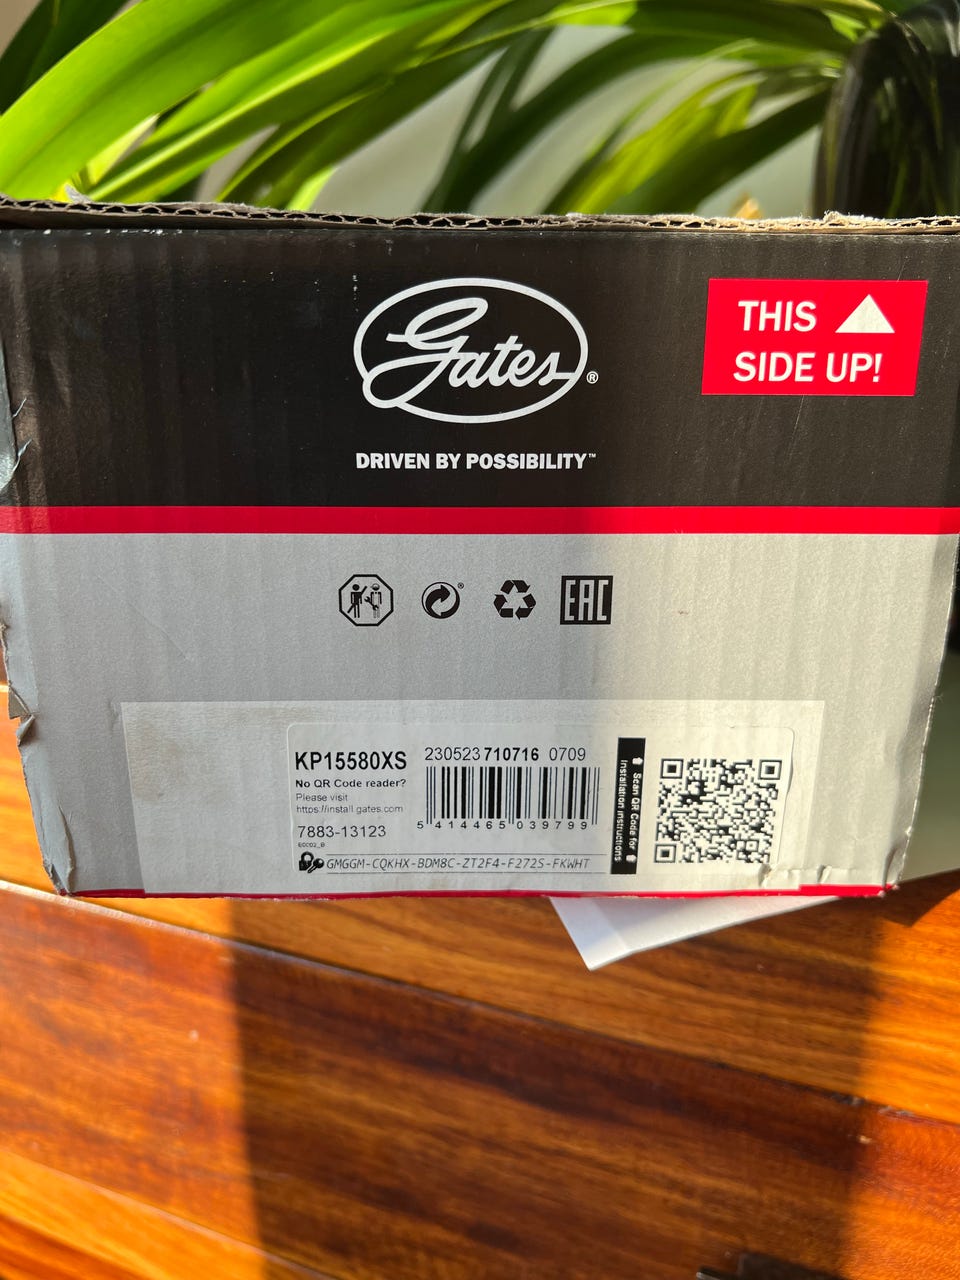 Gates®
DRIVEN BY POSSIBILITY™
THIS
SIDE UP!
®
EAC
KP15580XS
230523 710716 0709
No QR Code reader?
Please visit
https://install.gates.com
7883-13123
ECC02_B
5 414465 039799
GMGGM-CQKHX-BDM8C-ZT2F4-F272S-FKWHT
Scan QR Code for
installation instructions